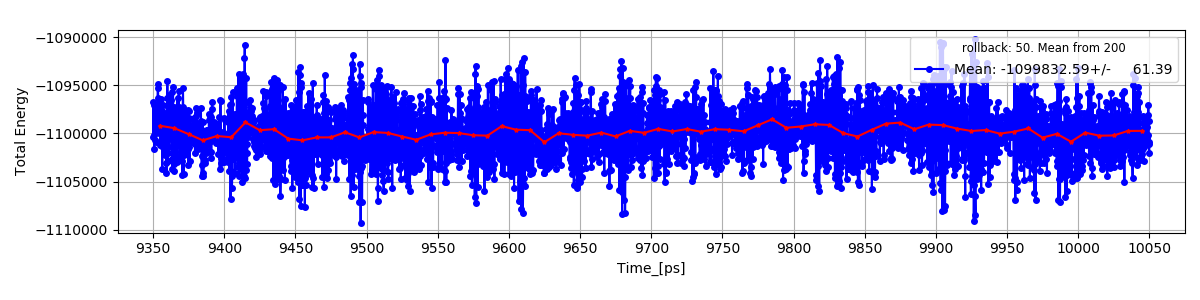 −1090000
−1095000
−1100000
−1105000
−1110000
Total Energy
rollback: 50. Mean from 200
Mean: -1099832.59+/- 61.39
9350 9400 9450 9500 9550 9600 9650 9700 9750 9800 9850 9900 9950 10000 10050
Time_[ps]